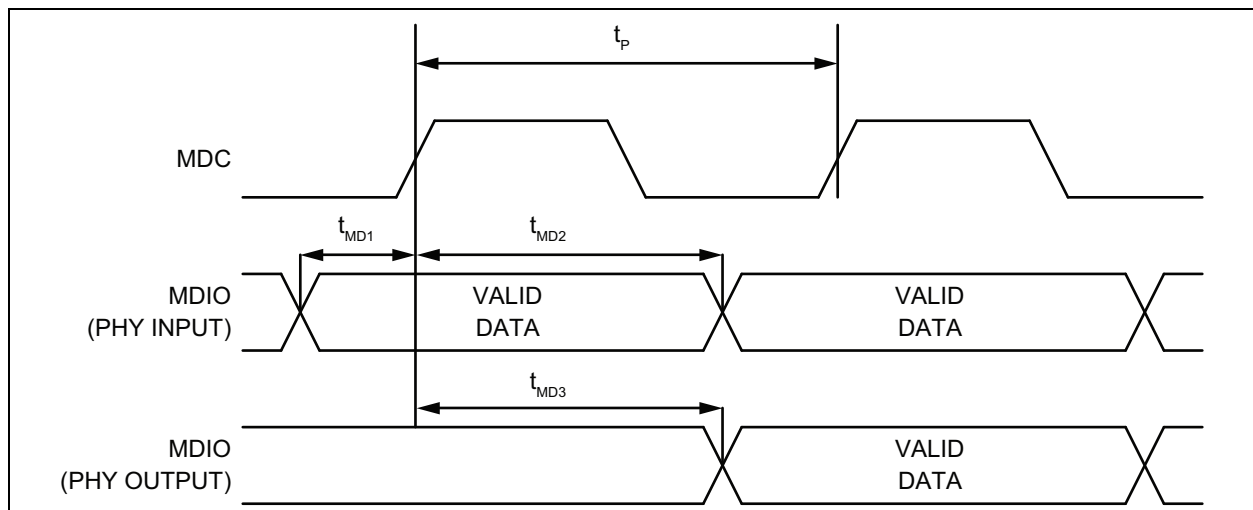 tP
MDC
tMD1
tMD2
MDIO
(PHY INPUT)
VALID
DATA
VALID
DATA
tMD3
MDIO
(PHY OUTPUT)
VALID
DATA